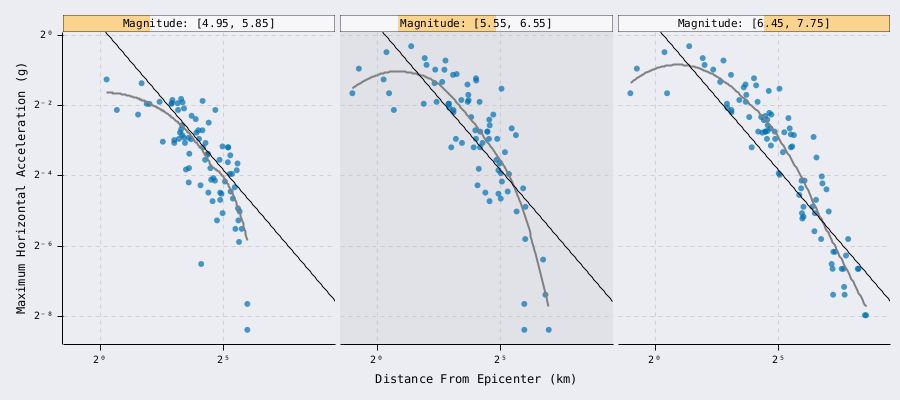 Magnitude: [4.95, 5.85]
Magnitude: [5.55, 6.55]
Magnitude: [6.45, 7.75]
Maximum Horizontal Acceleration (g)
2⁰
2⁻²
2⁻⁴
2⁻⁶
2⁻⁸
2⁰ 2⁵ 2⁰ 2⁵ 2⁰ 2⁵
Distance From Epicenter (km)